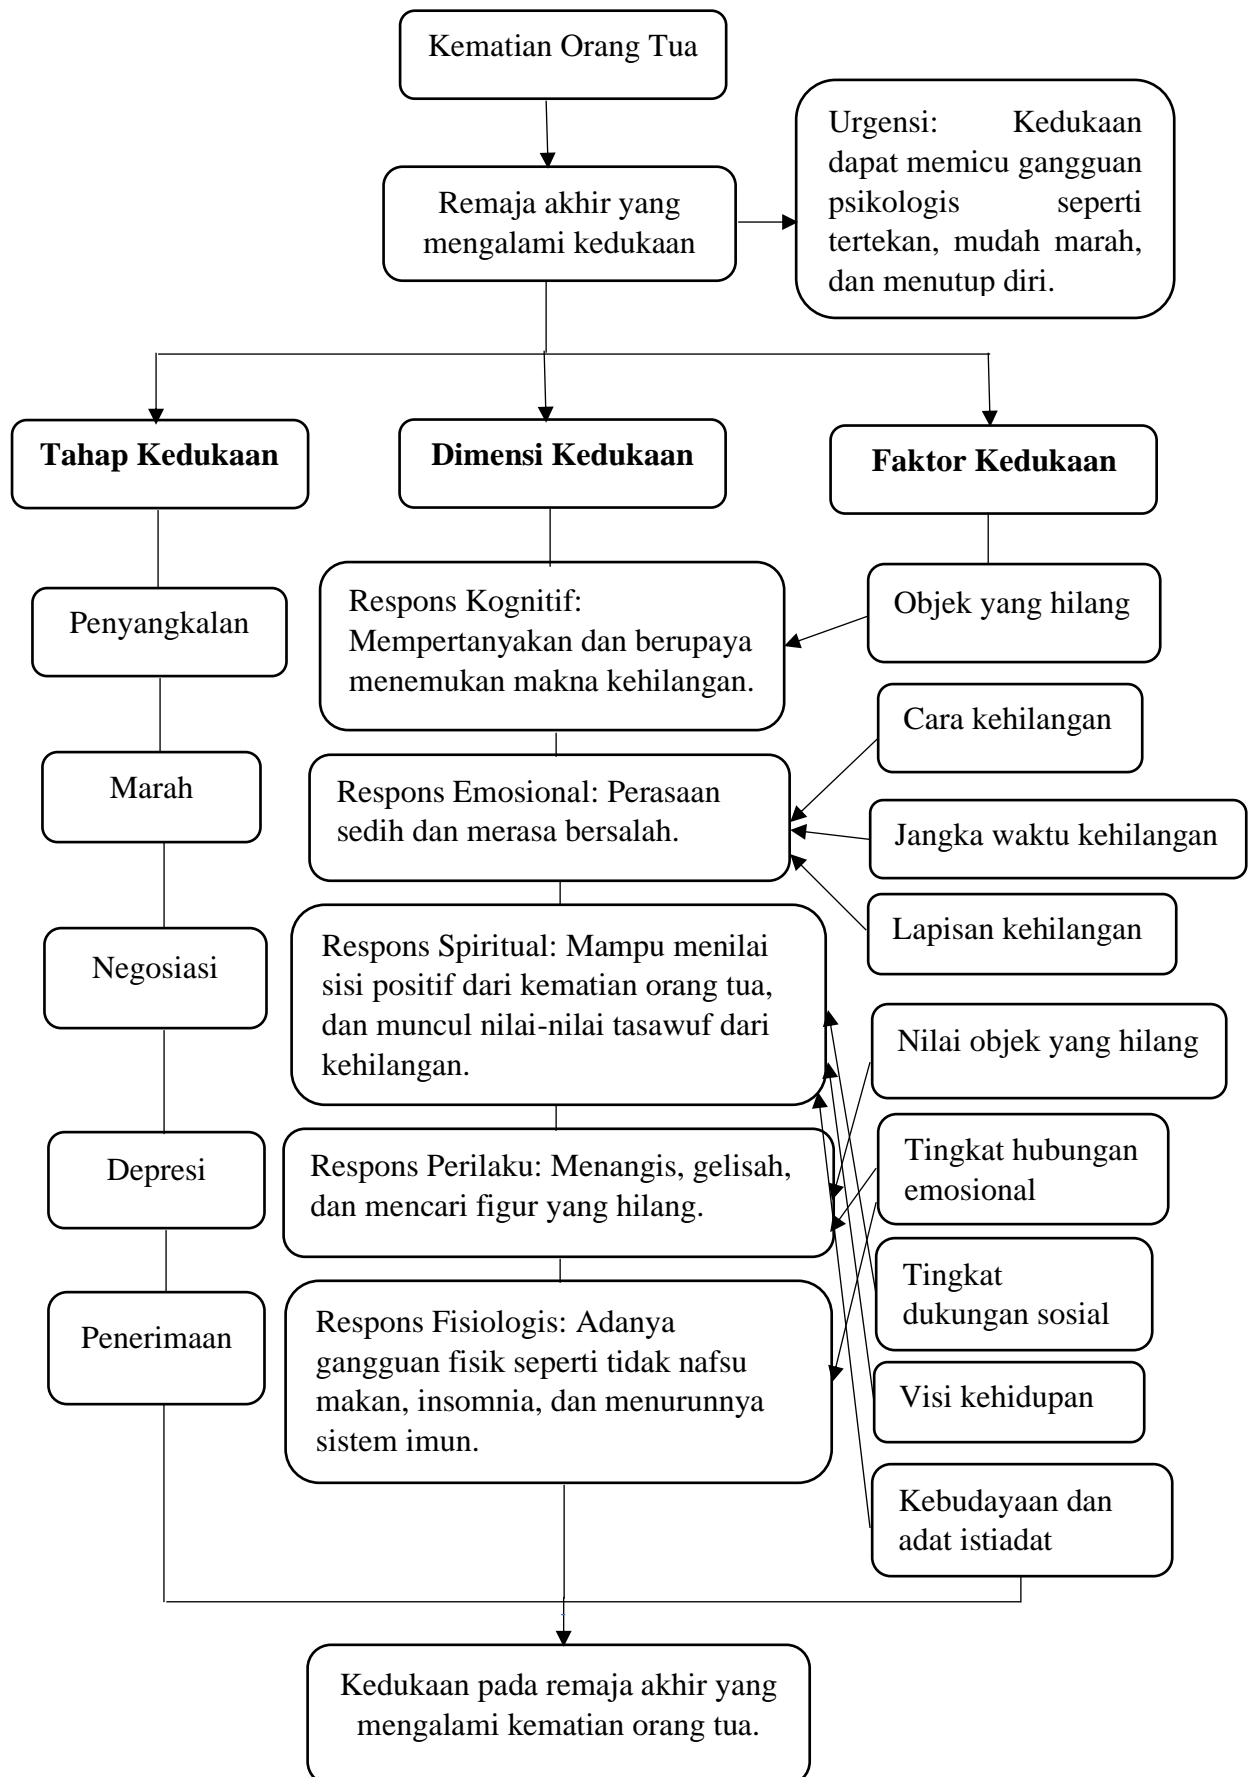 Kematian Orang Tua
Urgensi: Kedukaan
dapat memicu gangguan
psikologis seperti
tertekan, mudah marah,
dan menutup diri.
Remaja akhir yang
mengalami kedukaan
Tahap Kedukaan
Dimensi Kedukaan
Faktor Kedukaan
Penyangkalan
Marah
Negosiasi
Depresi
Penerimaan
Respons Kognitif:
Mempertanyakan dan berupaya
menemukan makna kehilangan.
Respons Emosional: Perasaan
sedih dan merasa bersalah.
Respons Spiritual: Mampu menilai
sisi positif dari kematian orang tua,
dan muncul nilai-nilai tasawuf dari
kehilangan.
Respons Perilaku: Menangis, gelisah,
dan mencari figur yang hilang.
Respons Fisiologis: Adanya
gangguan fisik seperti tidak nafsu
makan, insomnia, dan menurunnya
sistem imun.
Objek yang hilang
Cara kehilangan
Jangka waktu kehilangan
Lapisan kehilangan
Nilai objek yang hilang
Tingkat hubungan
emosional
Tingkat
dukungan sosial
Visi kehidupan
Kebudayaan dan
adat istiadat
Kedukaan pada remaja akhir yang
mengalami kematian orang tua.